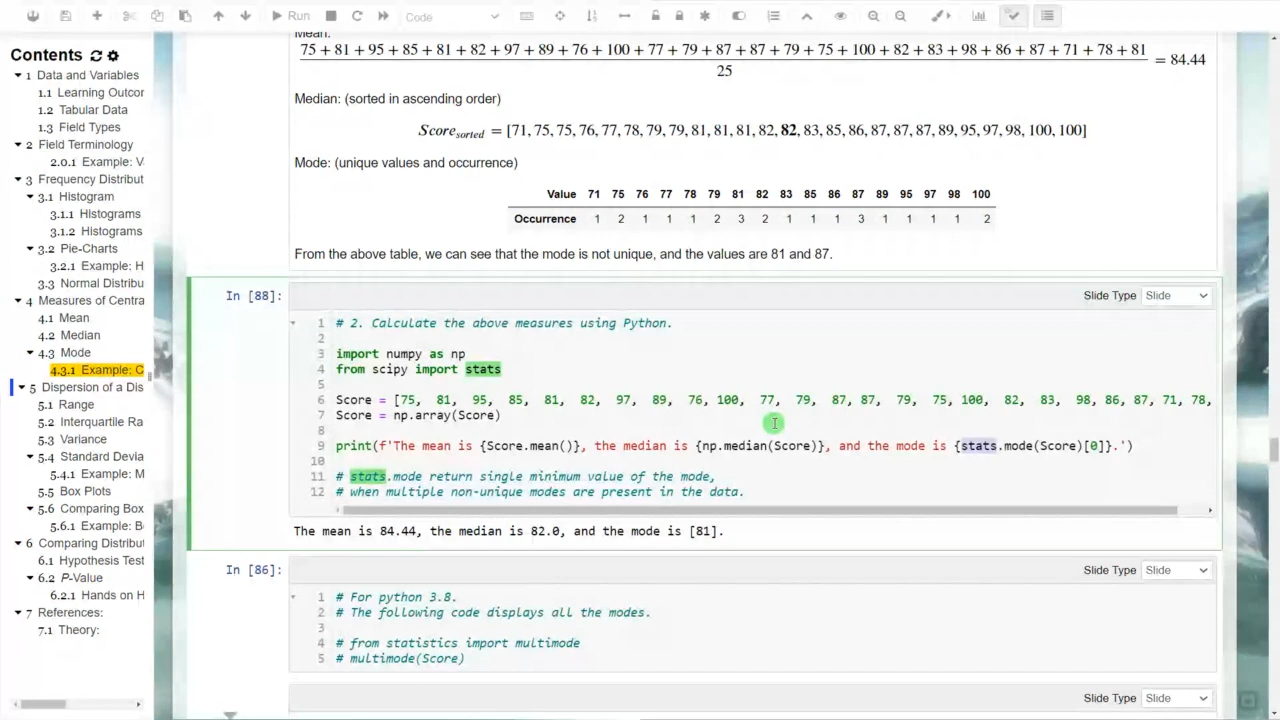 Run
Code
Contents
1 Data and Variables
1.1 Learning Outcor
1.2 Tabular Data
1.3 Field Types
2 Field Terminology
2.0.1 Example: V
3 Frequency Distribut
3.1 Histogram
3.1.1 Histograms
3.1.2 Histograms
3.2 Pie-Charts
3.2.1 Example: H
3.3 Normal Distribu
4 Measures of Centra
4.1 Mean
4.2 Median
4.3 Mode
4.3.1 Example: C
5 Dispersion of a Dis
5.1 Range
5.2 Interquartile Ra
5.3 Variance
5.4 Standard Devia
5.4.1 Example: M
5.5 Box Plots
5.6 Comparing Box
5.6.1 Example: B
6 Comparing Distribut
6.1 Hypothesis Test
6.2 P-Value
6.2.1 Hands on H
7 References:
7.1 Theory:
Mean:
75 + 81 + 95 + 85 + 81 + 82 + 97 + 89 + 76 + 100 + 77 + 79 + 87 + 87 + 79 + 75 + 100 + 82 + 83 + 98 + 86 + 87 + 71 + 78 + 81
25
= 84.44
Median: (sorted in ascending order)
Score sorted = [71, 75, 75, 76, 77, 78, 79, 79, 81, 81, 81, 82, 82, 83, 85, 86, 87, 87, 87, 89, 95, 97, 98, 100, 100]
Mode: (unique values and occurrence)
Value 71 75 76 77 78 79 81 82 83 85 86 87 89 95 97 98 100
Occurrence 1 2 1 1 1 2 3 2 1 1 1 3 1 1 1 1 2
From the above table, we can see that the mode is not unique, and the values are 81 and 87.
In [88]:
Slide Type Slide
1 # 2. Calculate the above measures using Python.
2
3 import numpy as np
4 from scipy import stats
5
6 Score = [75, 81, 95, 85, 81, 82, 97, 89, 76, 100, 77, 79, 87, 87, 79, 75, 100, 82, 83, 98, 86, 87, 71, 78,
7 Score = np.array(Score)
8
9 print(f'The mean is {Score.mean()}, the median is {np.median(Score)}, and the mode is {stats.mode(Score)[0]}.')
10
11 # stats.mode return single minimum value of the mode,
12 # when multiple non-unique modes are present in the data.
The mean is 84.44, the median is 82.0, and the mode is [81].
In [86]:
Slide Type Slide
1 # For python 3.8.
2 # The following code displays all the modes.
3
4 # from statistics import multimode
5 # multimode(Score)
Slide Type Slide